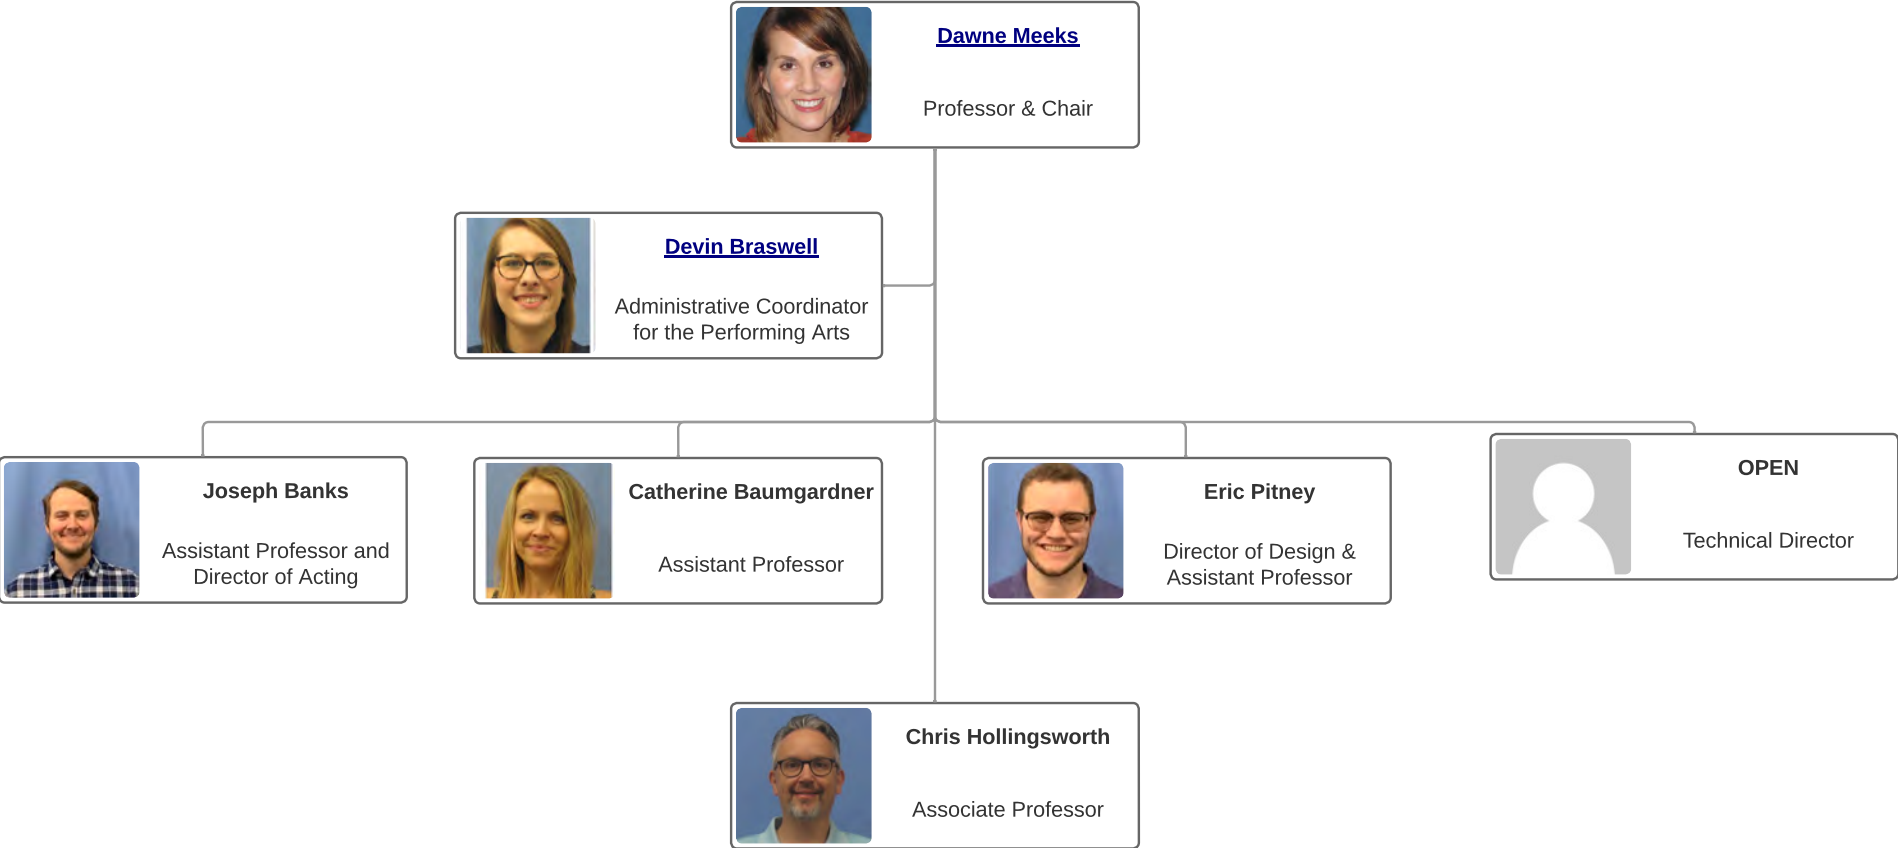 Dawne Meeks
Professor & Chair
Devin Braswell
Administrative Coordinator
for the Performing Arts
Joseph Banks
Assistant Professor and
Director of Acting
Catherine Baumgardner
Assistant Professor
Eric Pitney
Director of Design &
Assistant Professor
OPEN
Technical Director
Chris Hollingsworth
Associate Professor